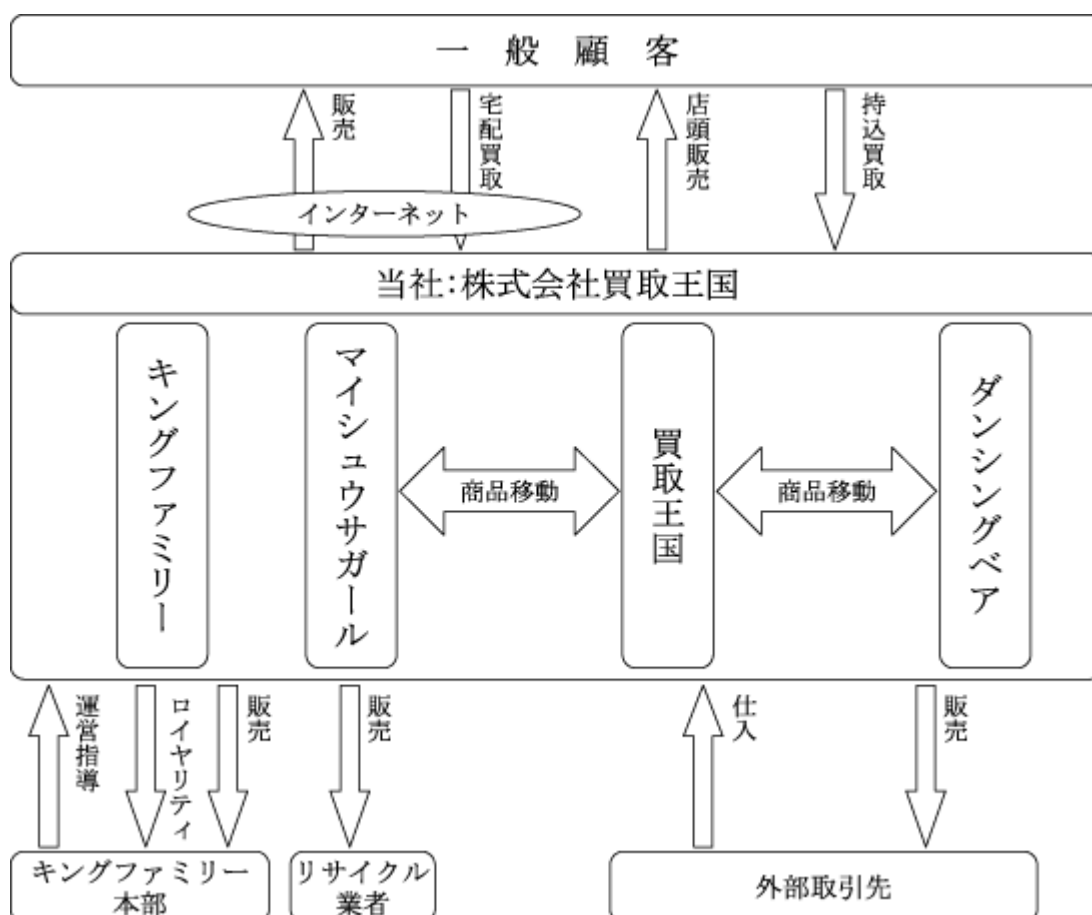 一般顧客
販売
宅配買取
店頭販売
持込買取
インターネット
当社:株式会社買取王国
キングファミリー
マイシュウサガール
商品移動
買取王国
商品移動
ダンシングベア
運営指導
ロイヤリティ
販売
販売
仕入
販売
キングファミリー
本部
リサイクル
業者
外部取引先